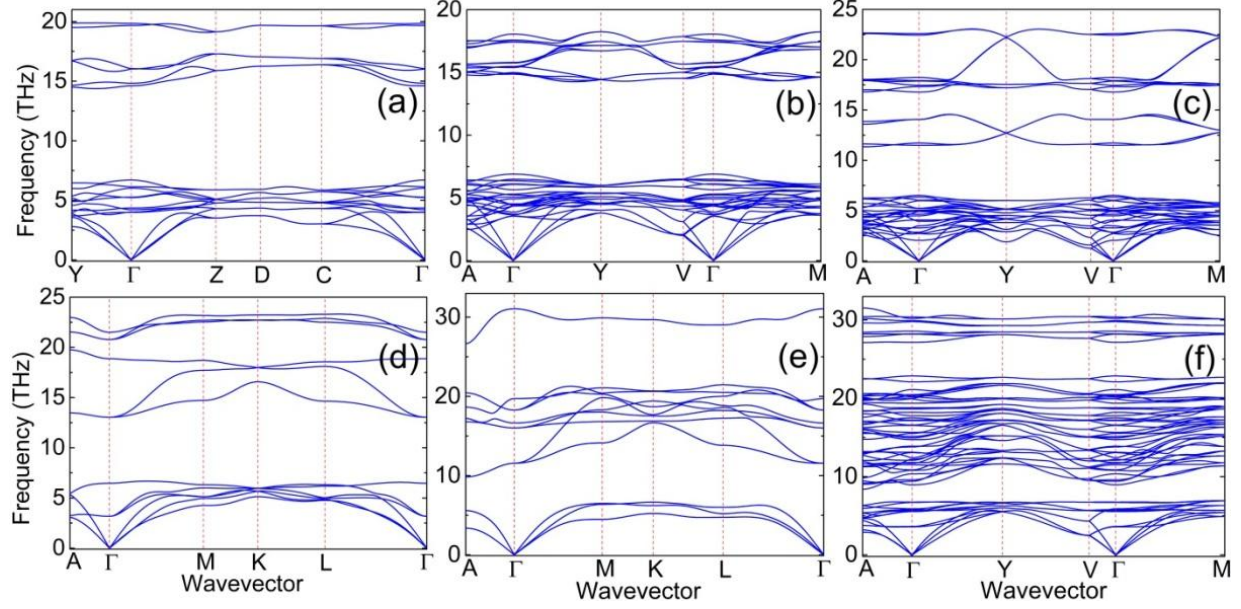 20
15
10
5
0
Frequency (THz)
(a)
Y Γ Z D C Γ
20
15
10
5
0
(b)
A Γ Y V Γ M
25
20
15
10
5
0
(c)
A Γ Y V Γ M
25
20
15
10
5
0
Frequency (THz)
(d)
A Γ M K L Γ
Wavevector
30
20
10
0
(e)
A Γ M K L Γ
Wavevector
30
20
10
0
(f)
A Γ Y V Γ M
Wavevector